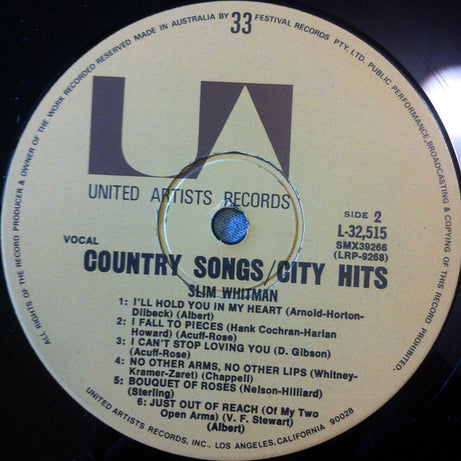 MADE IN AUSTRALIA BY FESTIVAL RECORDS PTY. LTD. PUBLIC PERFORMANCE, BROADCASTING & COPYING OF THIS RECORD PROHIBITED
ALL RIGHTS OF THE RECORD PRODUCER & OWNER OF THE WORK RECORDED RESERVED
33
UA
UNITED ARTISTS RECORDS
SIDE 2
L-32,515
SMX39266
(LRP-9268)
VOCAL
COUNTRY SONGS/CITY HITS
SLIM WHITMAN
1: I'LL HOLD YOU IN MY HEART (Arnold-Horton-
Dilbeck) (Albert)
2: I FALL TO PIECES (Hank Cochran-Harlan
Howard) (Acuff-Rose)
3: I CAN'T STOP LOVING YOU (D. Gibson)
(Acuff-Rose)
4: NO OTHER ARMS, NO OTHER LIPS (Whitney-
Kramer-Zaret) (Chappell)
5: BOUQUET OF ROSES (Nelson-Hilliard)
(Sterling)
6: JUST OUT OF REACH (Of My Two
Open Arms) (V. F. Stewart)
(Albert)
UNITED ARTISTS RECORDS, INC., LOS ANGELES, CALIFORNIA 90028